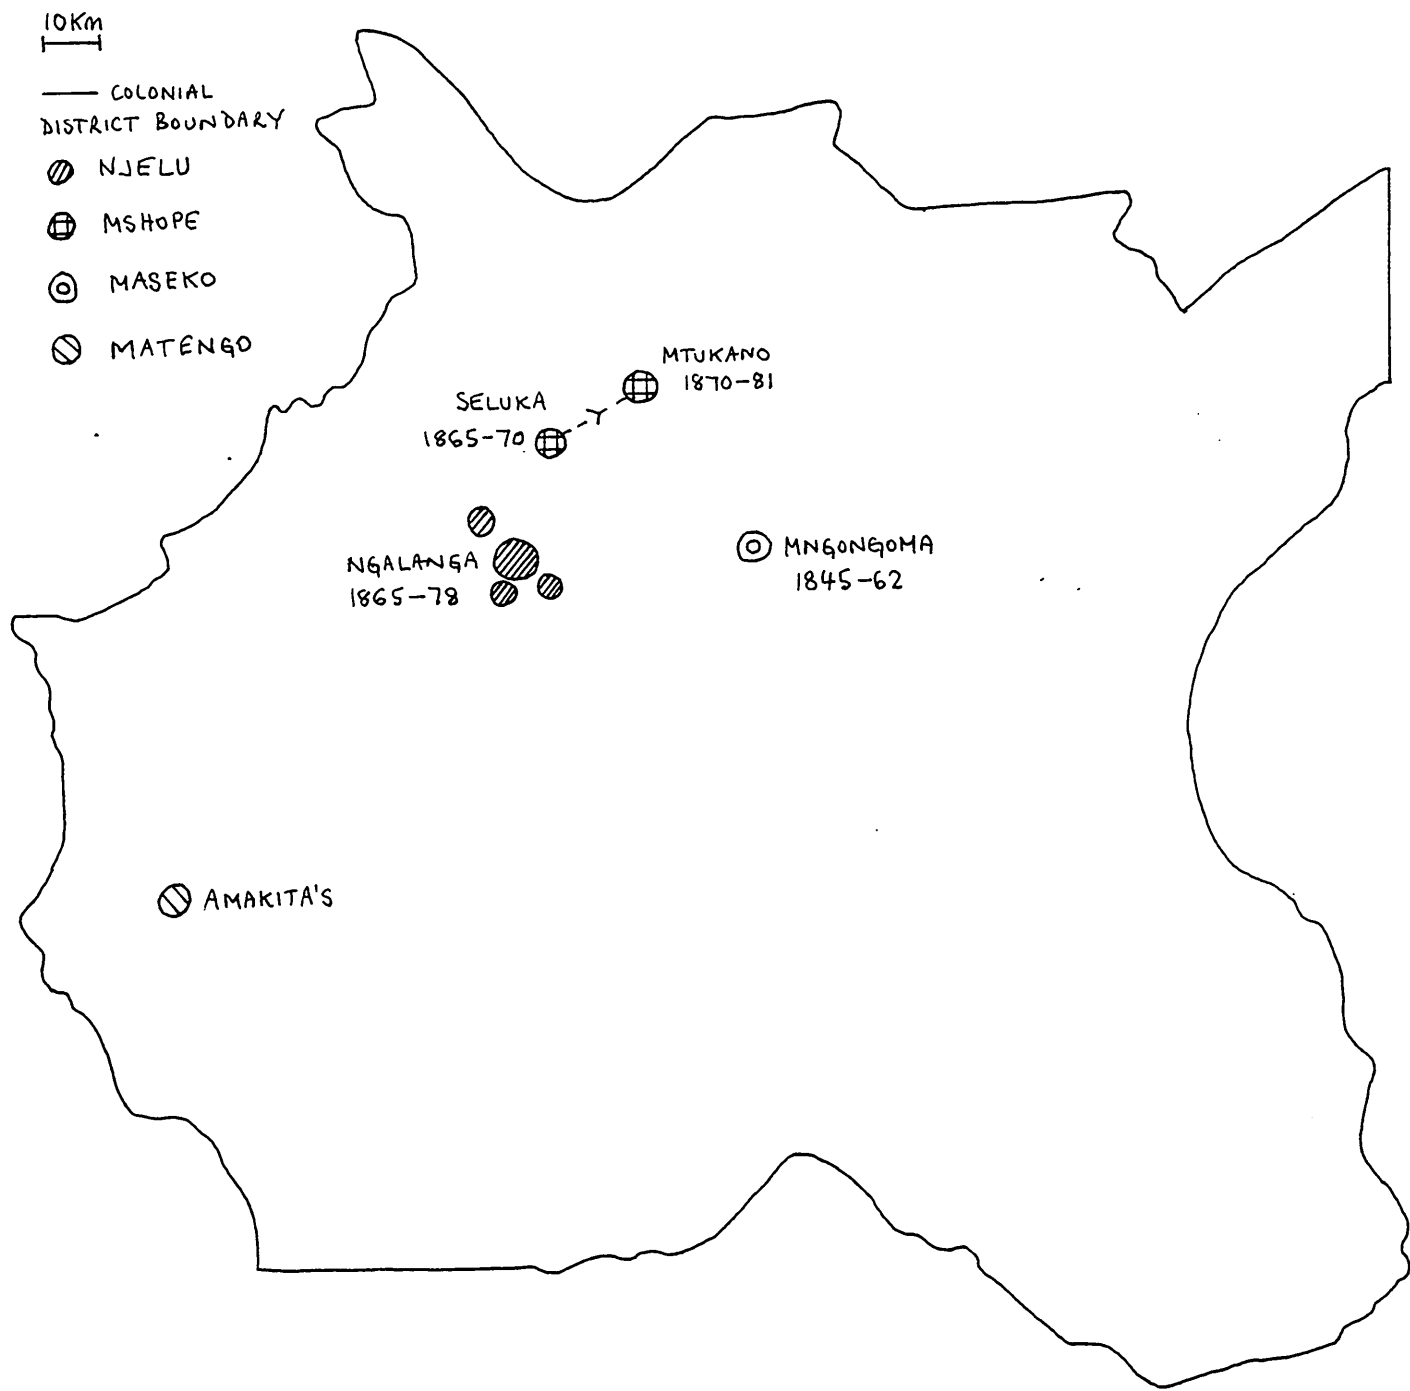 10Km
COLONIAL
DISTRICT BOUNDARY
NJELU
MSHOPE
MASEKO
MATENGO
MTUKANO
1870-81
SELUKA
1865-70
NGALANGA
1865-78
MNGONGOMA
1845-62
AMAKITA'S